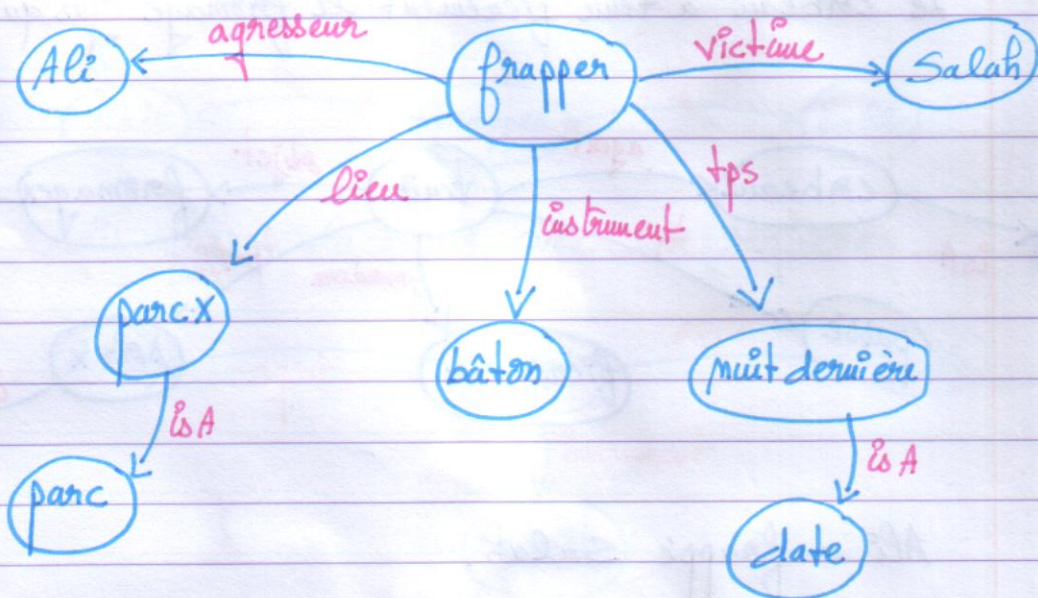 agresseur
victime
Ali
frapper
Salah
lieu
instrument
tps
parc.x
bâton
nuit dernière
is A
is A
parc
date